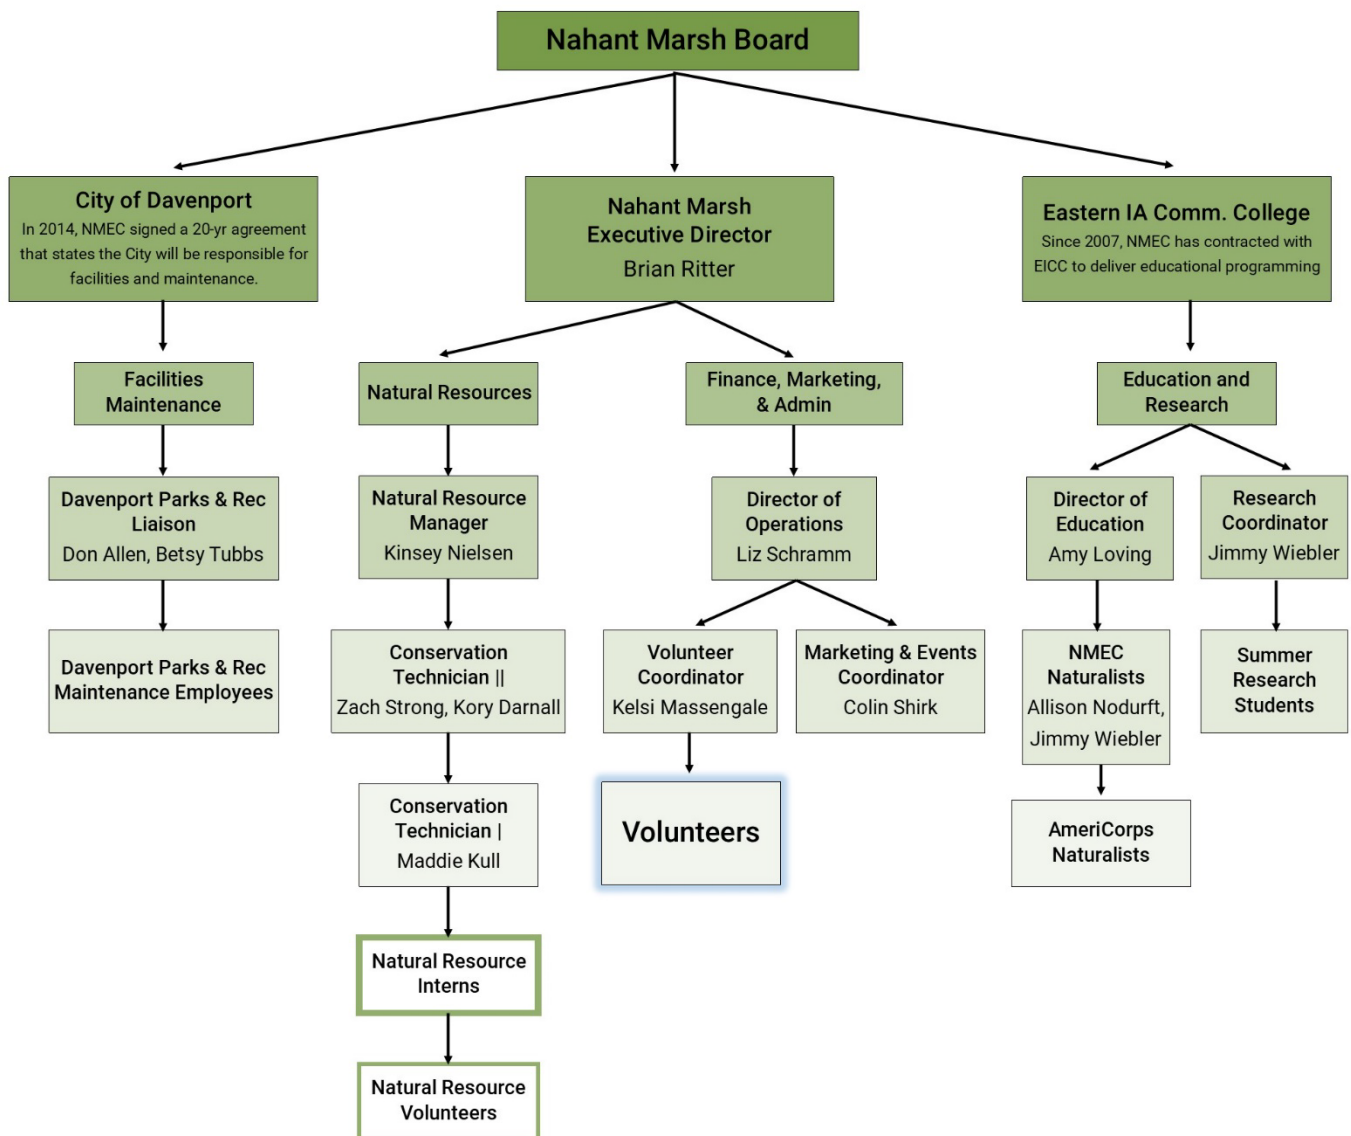 Nahant Marsh Board
City of Davenport
In 2014, NMEC signed a 20-yr agreement
that states the City will be responsible for
facilities and maintenance.
Nahant Marsh
Executive Director
Brian Ritter
Eastern IA Comm. College
Since 2007, NMEC has contracted with
EICC to deliver educational programming
Facilities
Maintenance
Natural Resources
Finance, Marketing,
& Admin
Education and
Research
Davenport Parks & Rec
Liaison
Don Allen, Betsy Tubbs
Natural Resource
Manager
Kinsey Nielsen
Director of
Operations
Liz Schramm
Director of
Education
Amy Loving
Research
Coordinator
Jimmy Wiebler
Davenport Parks & Rec
Maintenance Employees
Conservation
Technician ||
Zach Strong, Kory Darnall
Volunteer
Coordinator
Kelsi Massengale
Marketing & Events
Coordinator
Colin Shirk
NMEC
Naturalists
Allison Nodurft,
Jimmy Wiebler
Summer
Research
Students
Conservation
Technician |
Maddie Kull
Volunteers
AmeriCorps
Naturalists
Natural Resource
Interns
Natural Resource
Volunteers